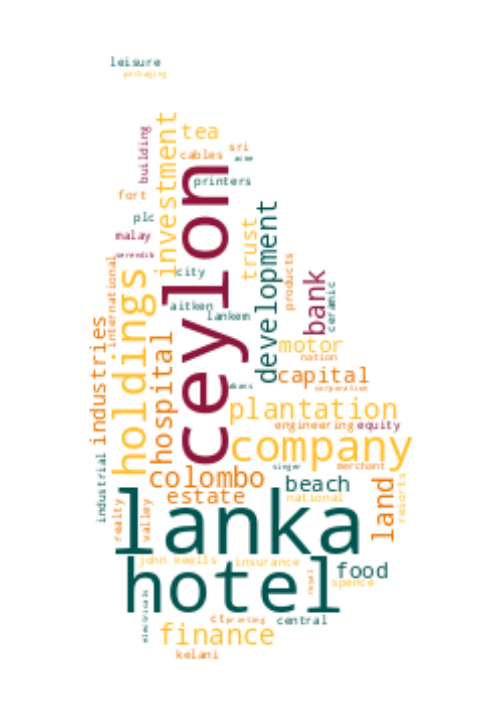 leisure
packaging
building
investment
tea
sri
cables
acme
printers
fort
ceylon
plc
malay
serendib
trust
development
international
city
holdings
products
bank
ceramic
aitken
lankem
industries
hospital
motor
nation
capital
corporation
abans
plantation
engineering
equity
company
singer
merchant
colombo
beach
land
resorts
industrial
estate
national
lanka
realty
valley
john keells
insurance
food
hotel
regal
spence
electricals
ct
printing
central
finance
kelani